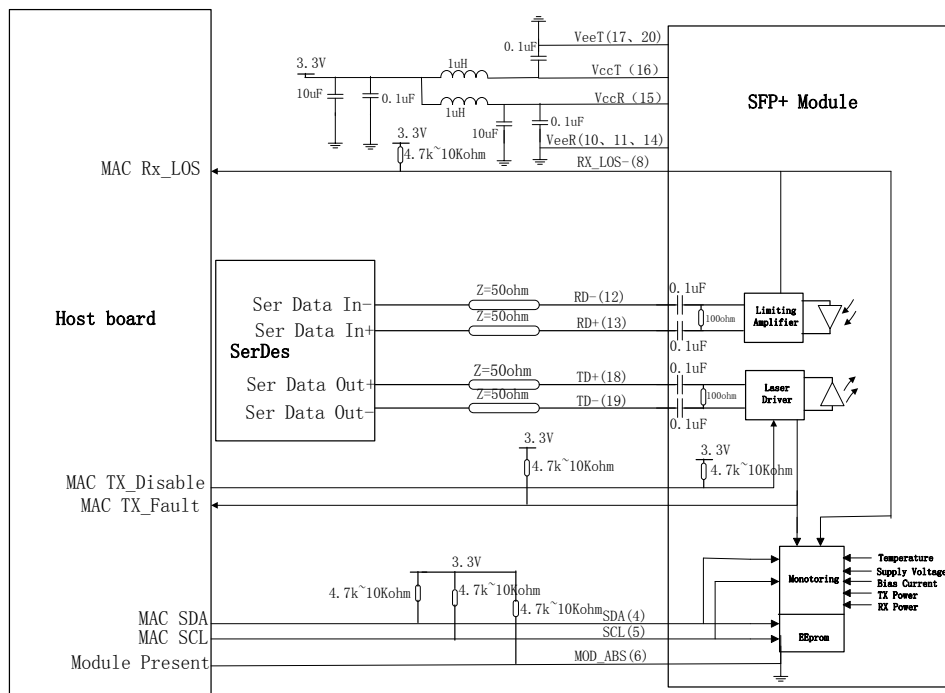 VeeT(17、20)
0.1uF
1uH
3.3V
VccT (16)
10uF
0.1uF
VccR (15)
SFP+ Module
1uH
10uF
0.1uF
3.3V
VeeR(10、11、14)
4.7k~10Kohm
MAC Rx_LOS
RX_LOS-(8)
0.1uF
Z=50ohm
Ser Data In-
RD-(12)
Limiting
Amplifier
100ohm
Z=50ohm
Ser Data In+
RD+(13)
Host board
SerDes
0.1uF
0.1uF
Z=50ohm
Ser Data Out+
TD+(18)
Laser
Driver
100ohm
Z=50ohm
Ser Data Out-
TD-(19)
0.1uF
3.3V
3.3V
4.7k~10Kohm
4.7k~10Kohm
MAC TX_Disable
MAC TX_Fault
3.3V
Temperature
Supply Voltage
Monotoring
Bias Current
TX Power
RX Power
4.7k~10Kohm
4.7k~10Kohm
4.7k~10Kohm
MAC SDA
SDA(4)
MAC SCL
SCL(5)
EEprom
Module Present
MOD_ABS(6)